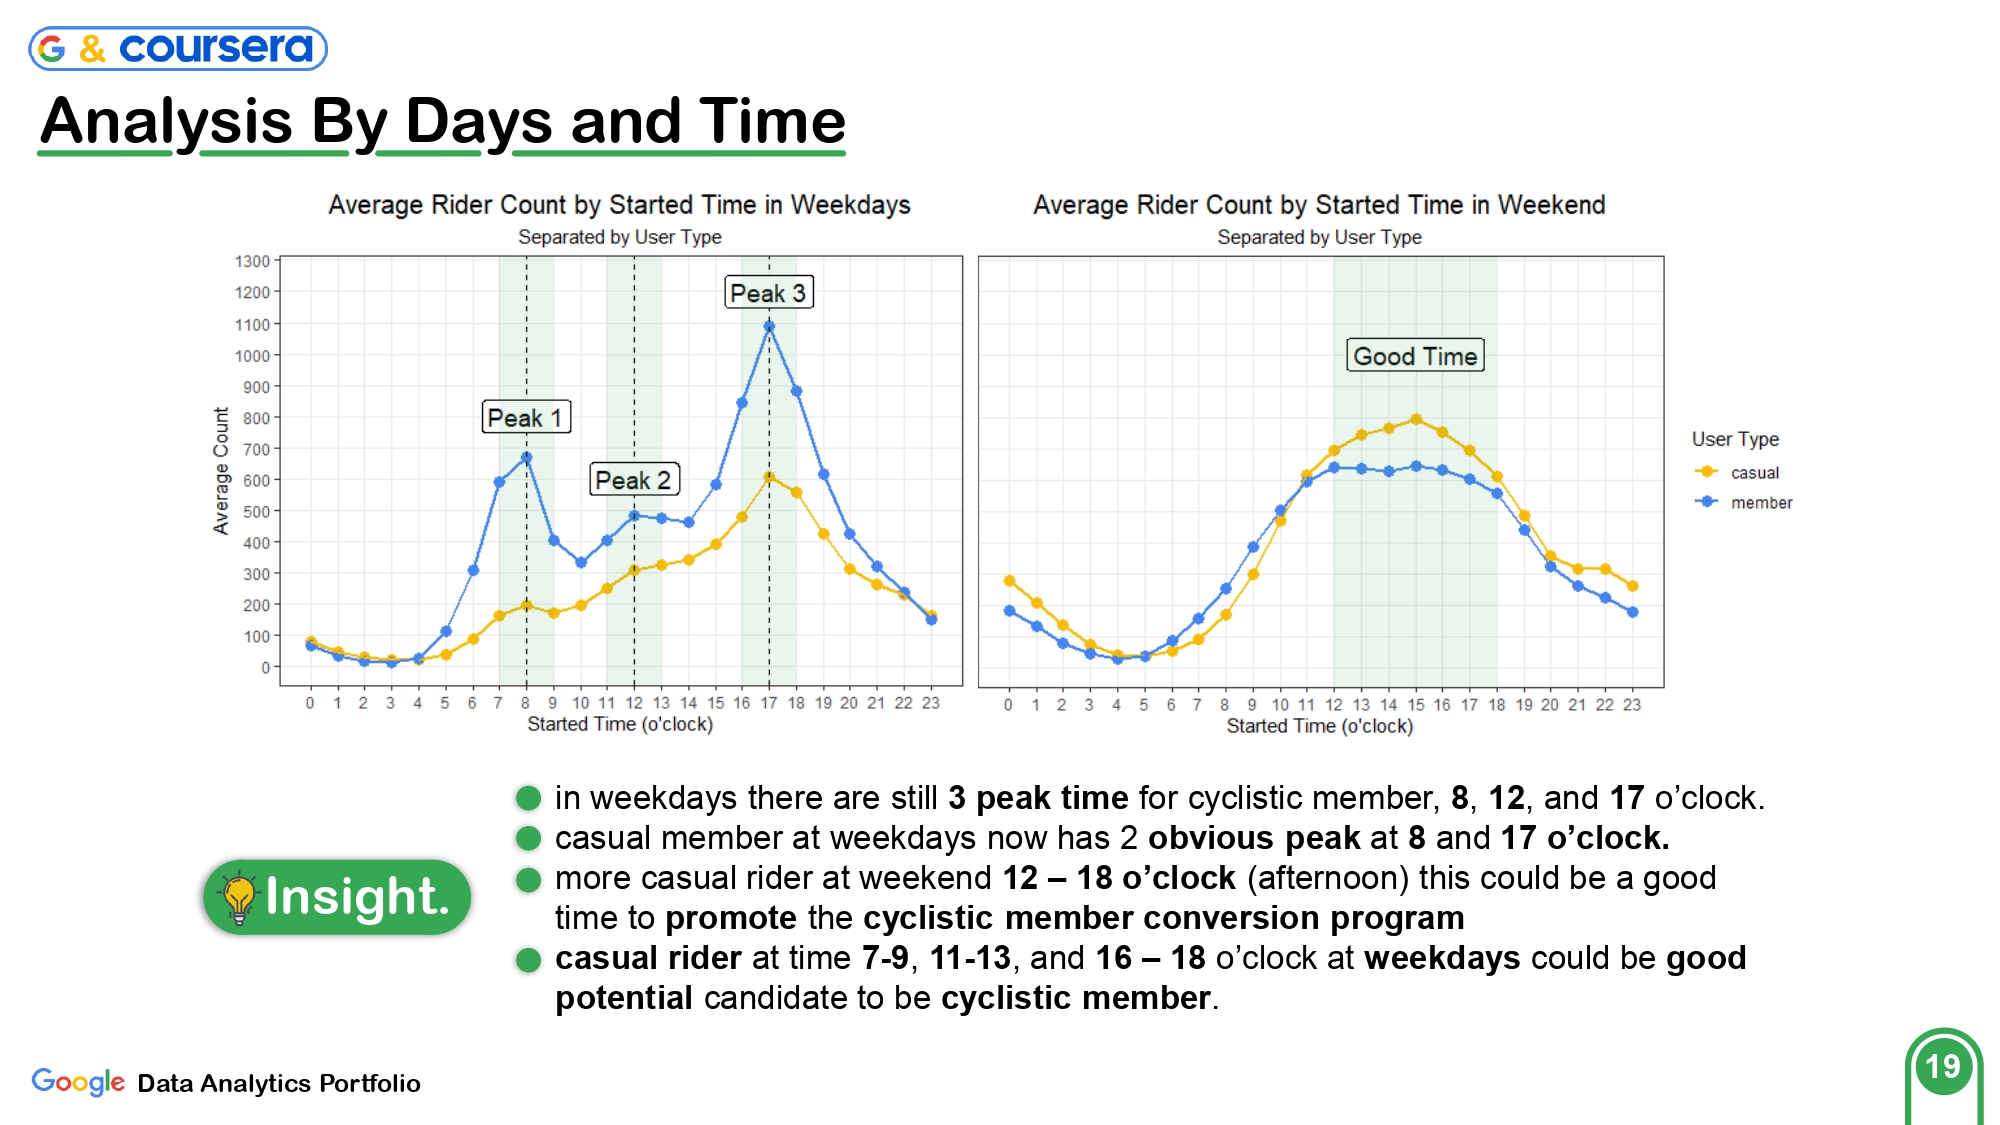 G & coursera
Analysis By Days and Time
Average Rider Count by Started Time in Weekdays
Separated by User Type
Average Count
1300
1200
1100
1000
900
800
700
600
500
400
300
200
100
0
Peak 1
Peak 2
Peak 3
0 1 2 3 4 5 6 7 8 9 10 11 12 13 14 15 16 17 18 19 20 21 22 23
Started Time (o'clock)
Average Rider Count by Started Time in Weekend
Separated by User Type
Good Time
0 1 2 3 4 5 6 7 8 9 10 11 12 13 14 15 16 17 18 19 20 21 22 23
Started Time (o'clock)
User Type
casual
member
Insight.
in weekdays there are still 3 peak time for cyclistic member, 8, 12, and 17 o’clock.
casual member at weekdays now has 2 obvious peak at 8 and 17 o’clock.
more casual rider at weekend 12 – 18 o’clock (afternoon) this could be a good
time to promote the cyclistic member conversion program
casual rider at time 7-9, 11-13, and 16 – 18 o’clock at weekdays could be good
potential candidate to be cyclistic member.
Google Data Analytics Portfolio
19